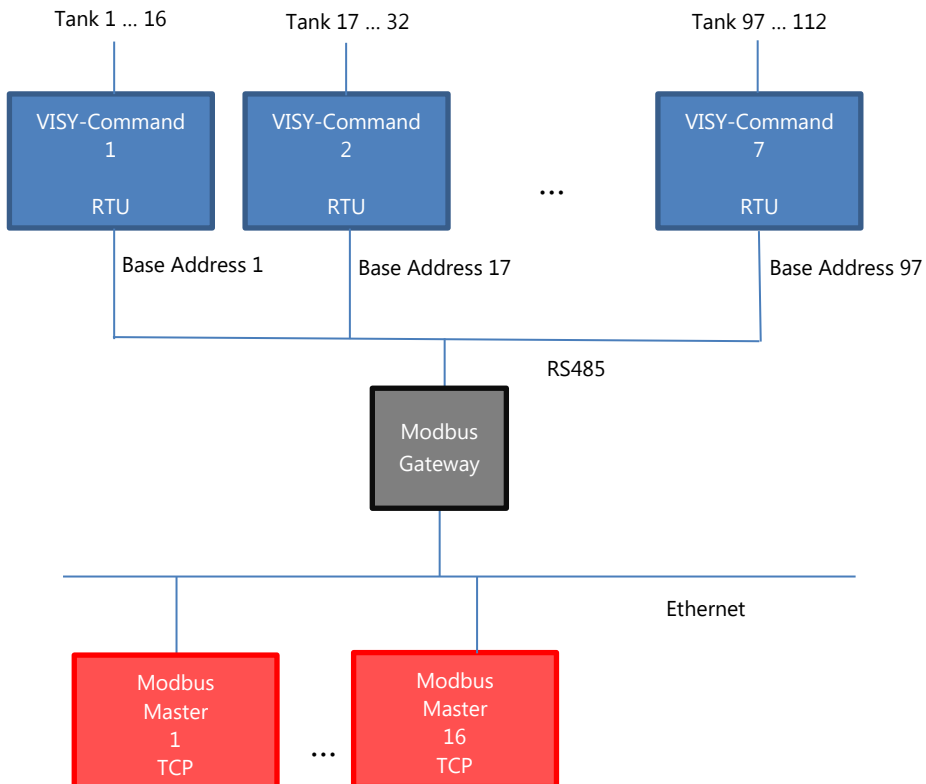 Tank 1 ... 16
Tank 17 ... 32
Tank 97 ... 112
VISY-Command
1
RTU
VISY-Command
2
RTU
...
VISY-Command
7
RTU
Base Address 1
Base Address 17
Base Address 97
RS485
Modbus
Gateway
Ethernet
Modbus
Master
1
TCP
...
Modbus
Master
16
TCP